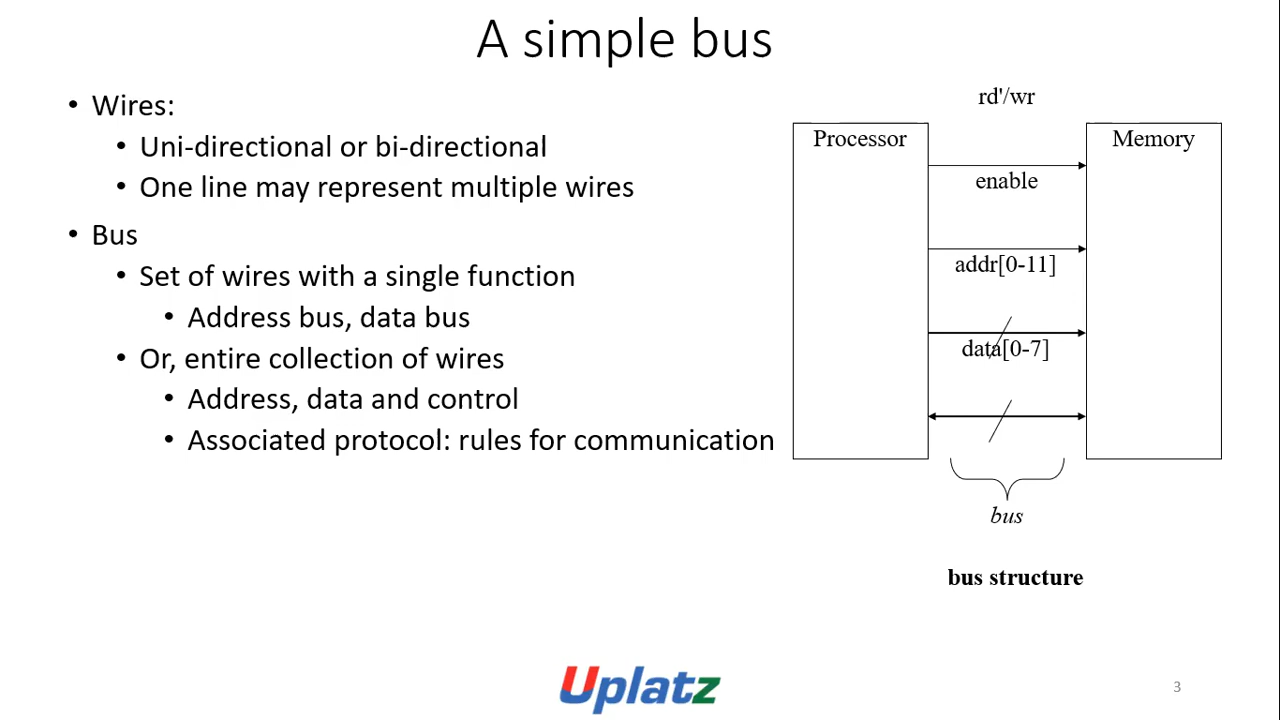 A simple bus
• Wires:
• Uni-directional or bi-directional
• One line may represent multiple wires
• Bus
• Set of wires with a single function
• Address bus, data bus
• Or, entire collection of wires
• Address, data and control
• Associated protocol: rules for communication
rd'/wr
Processor
Memory
enable
addr[0-11]
data[0-7]
bus
bus structure
Uplatz
3